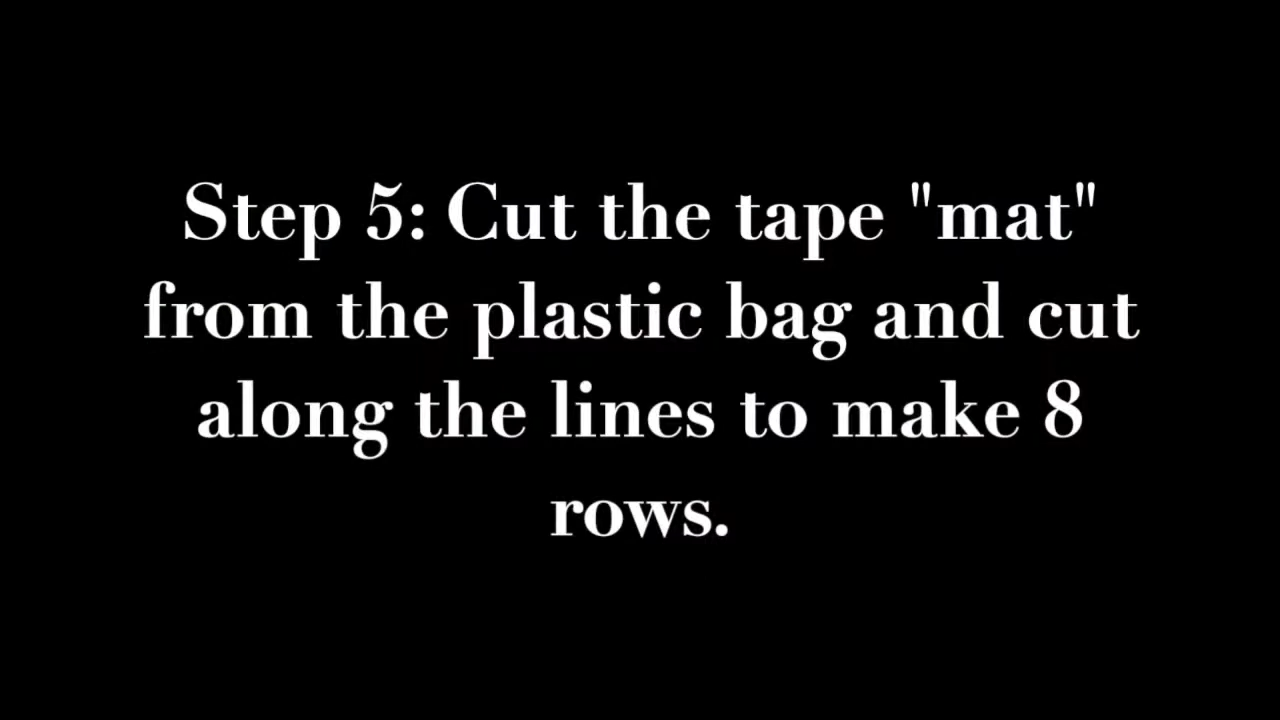 Step 5: Cut the tape "mat"
from the plastic bag and cut
along the lines to make 8
rows.